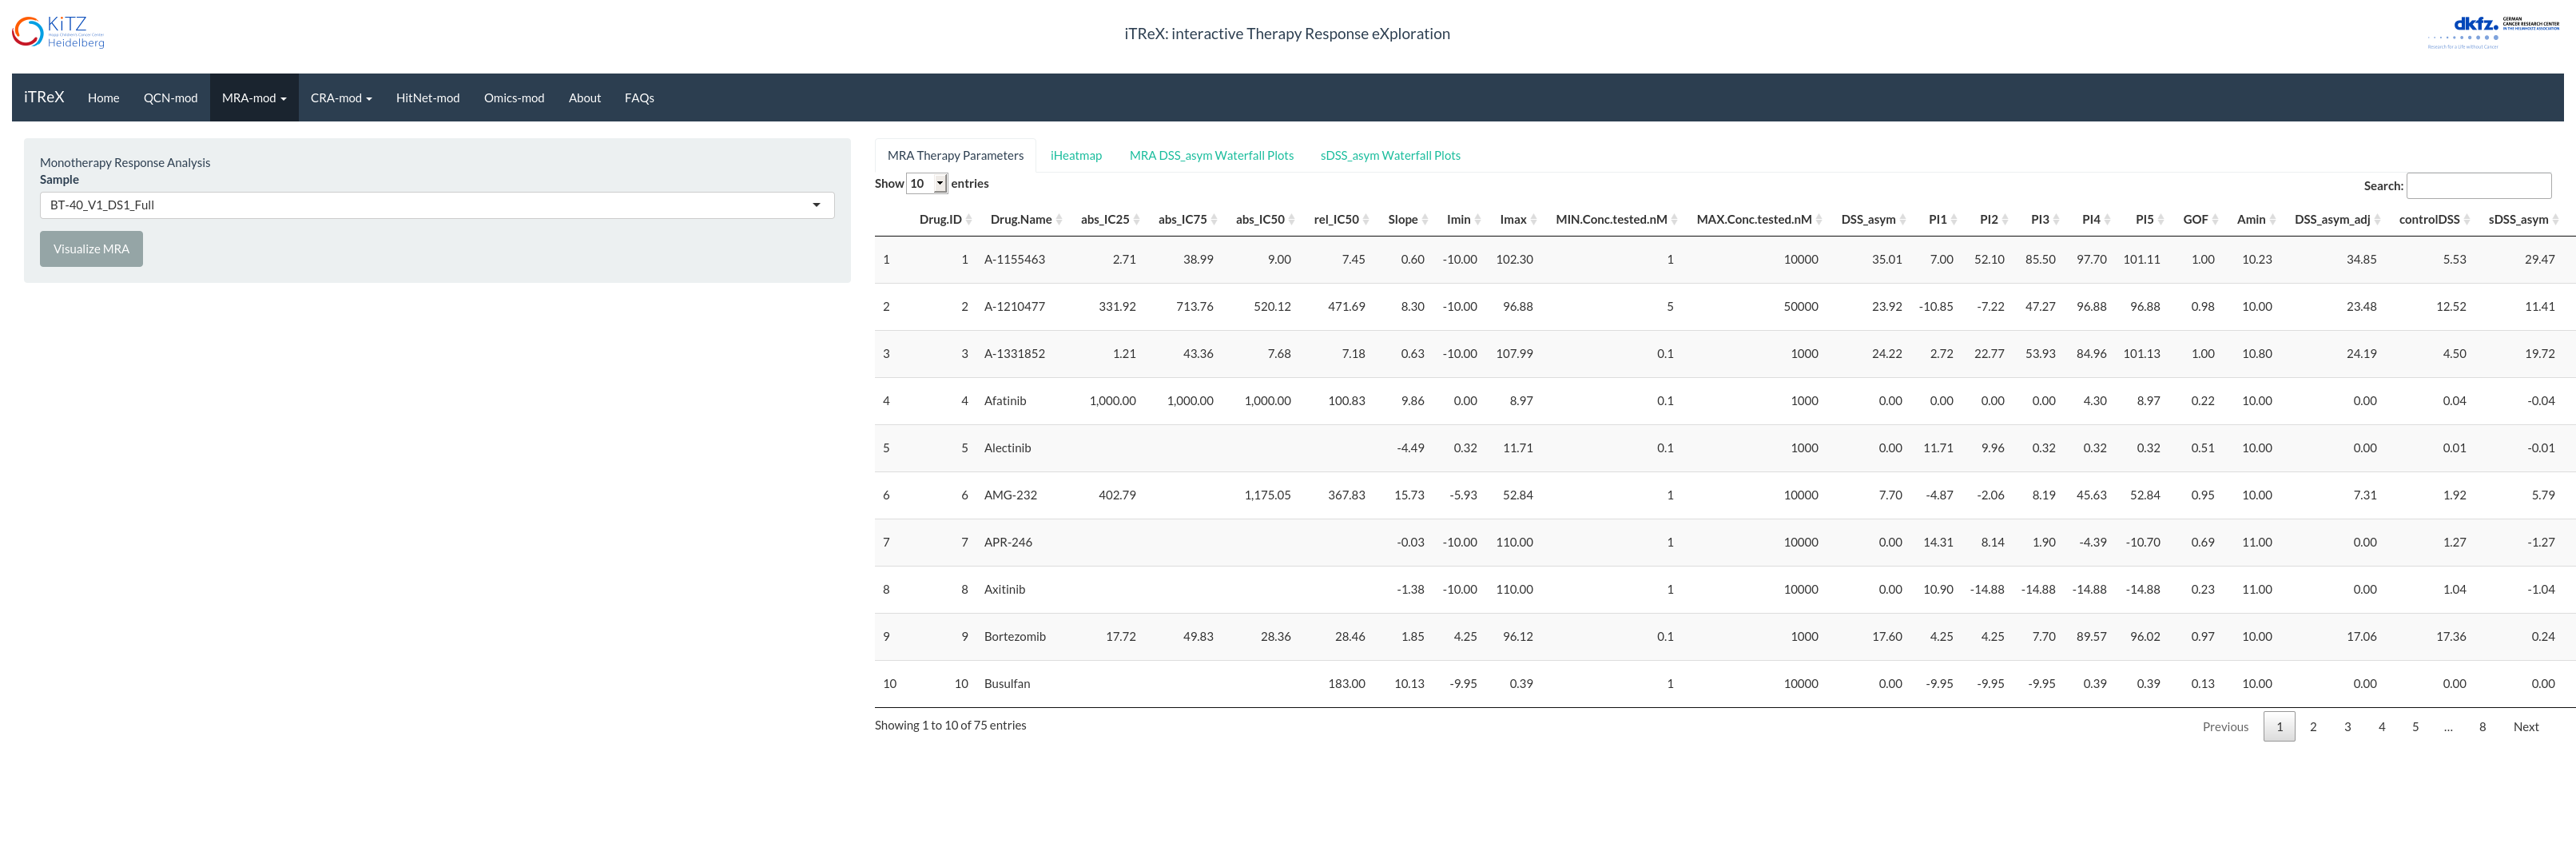 KiTZ
Hopp Children's Cancer Center
Heidelberg
iTReX: interactive Therapy Response eXploration
dkfz. GERMAN CANCER RESEARCH CENTER IN THE HELMHOLTZ ASSOCIATION
Research for a Life without Cancer
iTReX Home QCN-mod MRA-mod CRA-mod HitNet-mod Omics-mod About FAQs
Monotherapy Response Analysis
Sample
BT-40_V1_DS1_Full
Visualize MRA
MRA Therapy Parameters iHeatmap MRA DSS_asym Waterfall Plots sDSS_asym Waterfall Plots
Show 10 entries Search:
Drug.ID Drug.Name abs_IC25 abs_IC75 abs_IC50 rel_IC50 Slope Imin Imax MIN.Conc.tested.nM MAX.Conc.tested.nM DSS_asym PI1 PI2 PI3 PI4 PI5 GOF Amin DSS_asym_adj controlDSS sDSS_asym
1 1 A-1155463 2.71 38.99 9.00 7.45 0.60 -10.00 102.30 1 10000 35.01 7.00 52.10 85.50 97.70 101.11 1.00 10.23 34.85 5.53 29.47
2 2 A-1210477 331.92 713.76 520.12 471.69 8.30 -10.00 96.88 5 50000 23.92 -10.85 -7.22 47.27 96.88 96.88 0.98 10.00 23.48 12.52 11.41
3 3 A-1331852 1.21 43.36 7.68 7.18 0.63 -10.00 107.99 0.1 1000 24.22 2.72 22.77 53.93 84.96 101.13 1.00 10.80 24.19 4.50 19.72
4 4 Afatinib 1,000.00 1,000.00 1,000.00 100.83 9.86 0.00 8.97 0.1 1000 0.00 0.00 0.00 0.00 4.30 8.97 0.22 10.00 0.00 0.04 -0.04
5 5 Alectinib -4.49 0.32 11.71 0.1 1000 0.00 11.71 9.96 0.32 0.32 0.32 0.51 10.00 0.00 0.01 -0.01
6 6 AMG-232 402.79 1,175.05 367.83 15.73 -5.93 52.84 1 10000 7.70 -4.87 -2.06 8.19 45.63 52.84 0.95 10.00 7.31 1.92 5.79
7 7 APR-246 -0.03 -10.00 110.00 1 10000 0.00 14.31 8.14 1.90 -4.39 -10.70 0.69 11.00 0.00 1.27 -1.27
8 8 Axitinib -1.38 -10.00 110.00 1 10000 0.00 10.90 -14.88 -14.88 -14.88 -14.88 0.23 11.00 0.00 1.04 -1.04
9 9 Bortezomib 17.72 49.83 28.36 28.46 1.85 4.25 96.12 0.1 1000 17.60 4.25 4.25 7.70 89.57 96.02 0.97 10.00 17.06 17.36 0.24
10 10 Busulfan 183.00 10.13 -9.95 0.39 1 10000 0.00 -9.95 -9.95 -9.95 0.39 0.39 0.13 10.00 0.00 0.00 0.00
Showing 1 to 10 of 75 entries Previous 1 2 3 4 5 … 8 Next